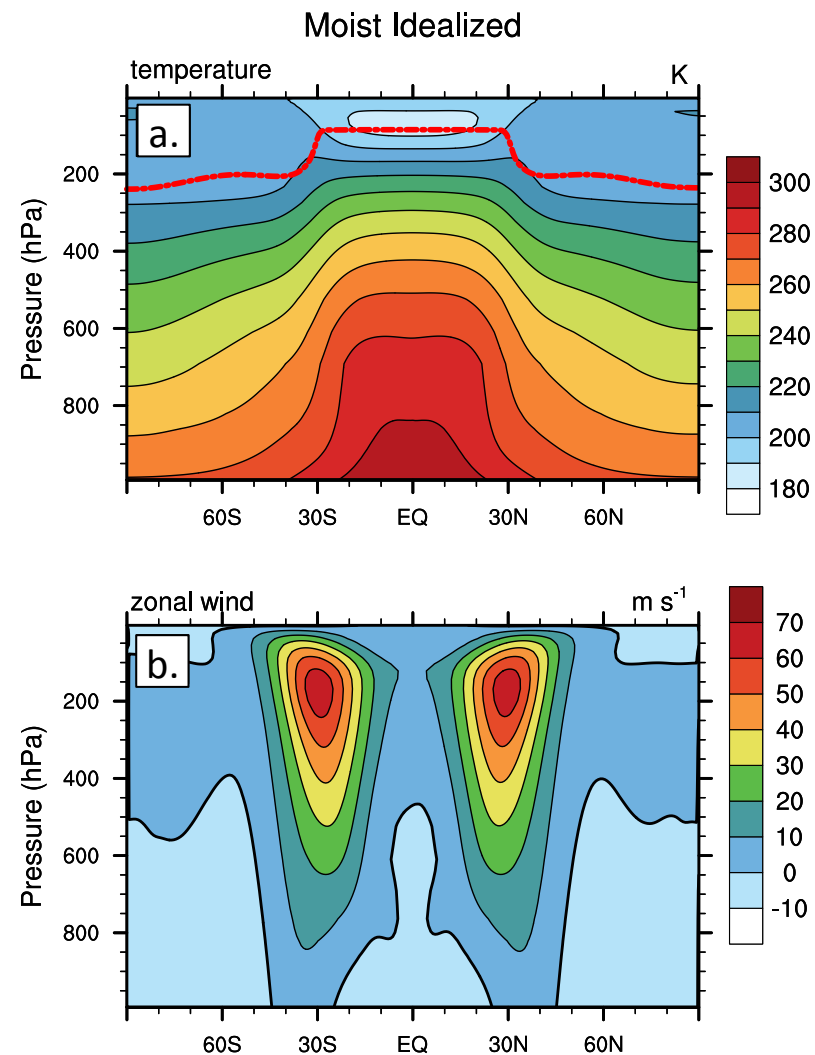 Moist Idealized
temperature K
a.
Pressure (hPa)
200
400
600
800
60S 30S EQ 30N 60N
300
280
260
240
220
200
180
zonal wind m s-1
b.
Pressure (hPa)
200
400
600
800
60S 30S EQ 30N 60N
70
60
50
40
30
20
10
0
-10